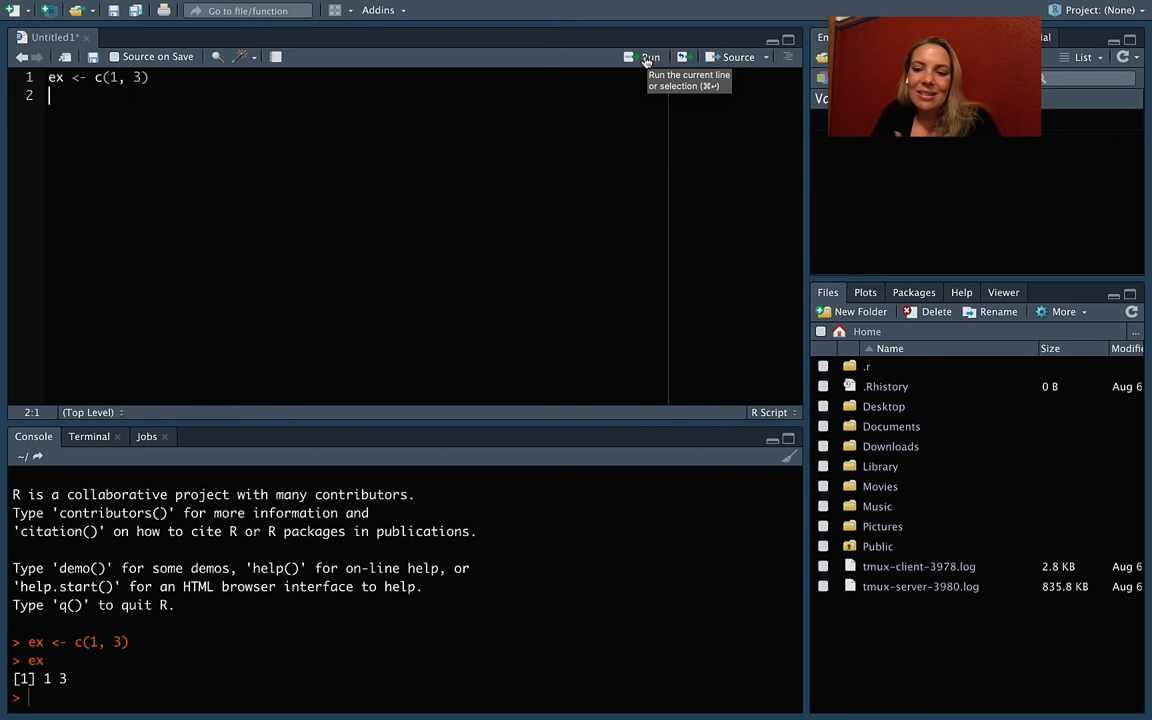 Go to file/function
Addins
Project: (None)
Untitled1*
Source on Save
Run
Source
Run the current line
or selection (⌘↩)
1 ex <- c(1, 3)
2
2:1
(Top Level)
R Script
List
Files
Plots
Packages
Help
Viewer
New Folder
Delete
Rename
More
Home
...
Name
Size
Modifi
.r
.Rhistory 0 B Aug 6
Desktop
Documents
Downloads
Library
Movies
Music
Pictures
Public
tmux-client-3978.log 2.8 KB Aug 6
tmux-server-3980.log 835.8 KB Aug 6
Console
Terminal
Jobs
~/
R is a collaborative project with many contributors.
Type 'contributors()' for more information and
'citation()' on how to cite R or R packages in publications.
Type 'demo()' for some demos, 'help()' for on-line help, or
'help.start()' for an HTML browser interface to help.
Type 'q()' to quit R.
> ex <- c(1, 3)
> ex
[1] 1 3
>